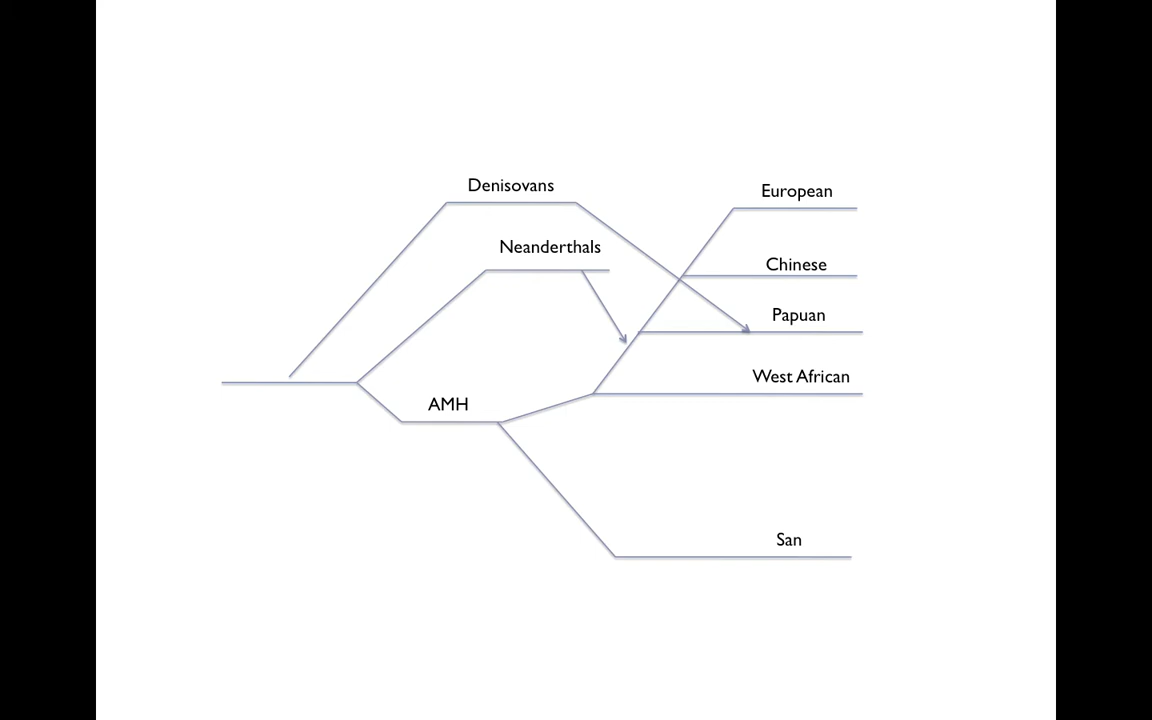 Denisovans
European
Neanderthals
Chinese
Papuan
West African
AMH
San